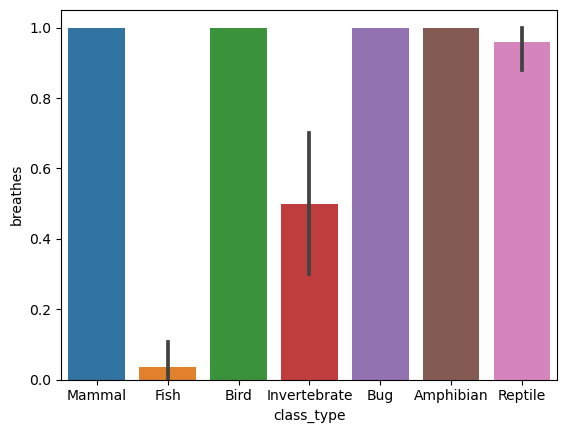 1.0
0.8
0.6
0.4
0.2
0.0
breathes
Mammal Fish Bird Invertebrate Bug Amphibian Reptile
class_type